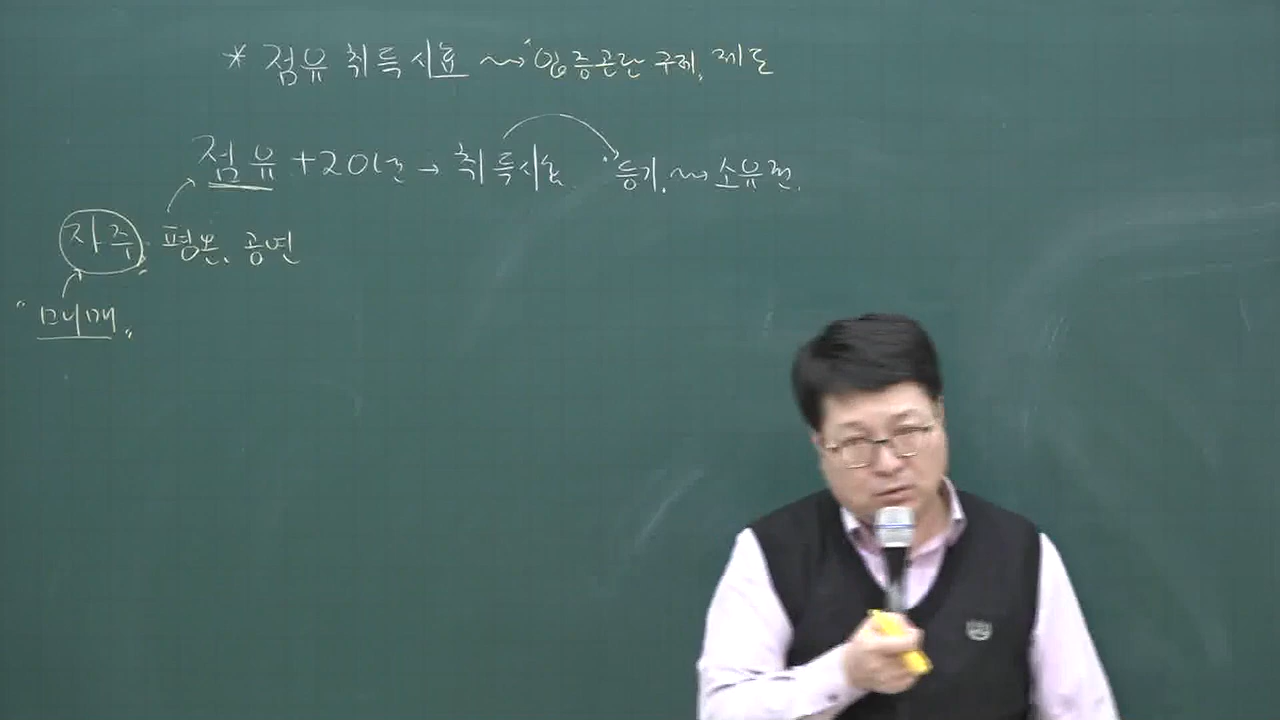 * 점유 취득시효 ~→ 입증곤란 구제, 제도
점유 + 20년 → 취득시효 등기. ~→ 소유권.
자주, 평온, 공연
"매매"